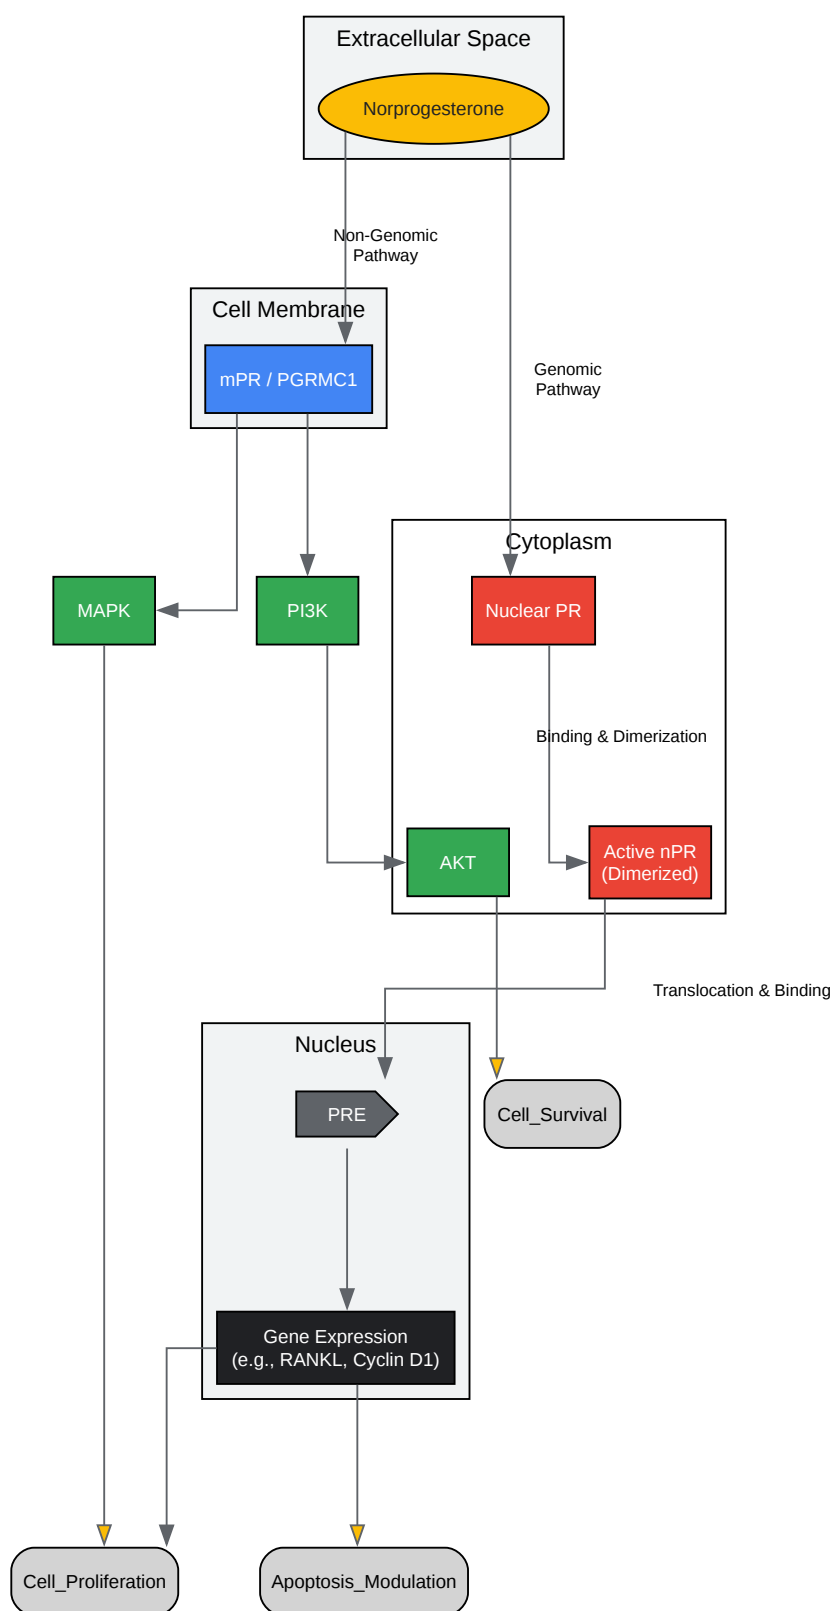 Extracellular Space
Norprogesterone
Non-Genomic
Pathway
Cell Membrane
mPR / PGRMC1
Genomic
Pathway
Cytoplasm
MAPK
PI3K
Nuclear PR
Binding & Dimerization
AKT
Active nPR
(Dimerized)
Translocation & Binding
Nucleus
PRE
Cell_Survival
Gene Expression
(e.g., RANKL, Cyclin D1)
Cell_Proliferation
Apoptosis_Modulation